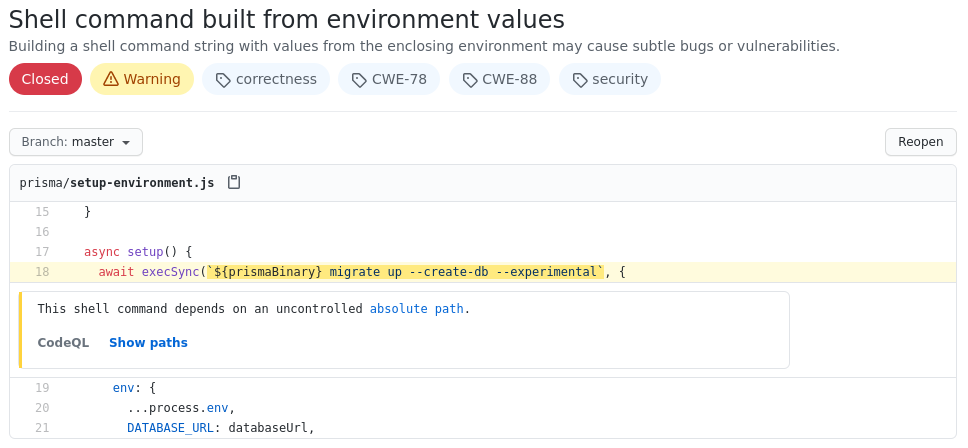 Shell command built from environment values
Building a shell command string with values from the enclosing environment may cause subtle bugs or vulnerabilities.
Closed Warning correctness CWE-78 CWE-88 security
Branch: master Reopen
prisma/setup-environment.js
15 }
16
17 async setup() {
18 await execSync(`${prismaBinary} migrate up --create-db --experimental`, {
This shell command depends on an uncontrolled absolute path.
CodeQL Show paths
19 env: {
20 ...process.env,
21 DATABASE_URL: databaseUrl,